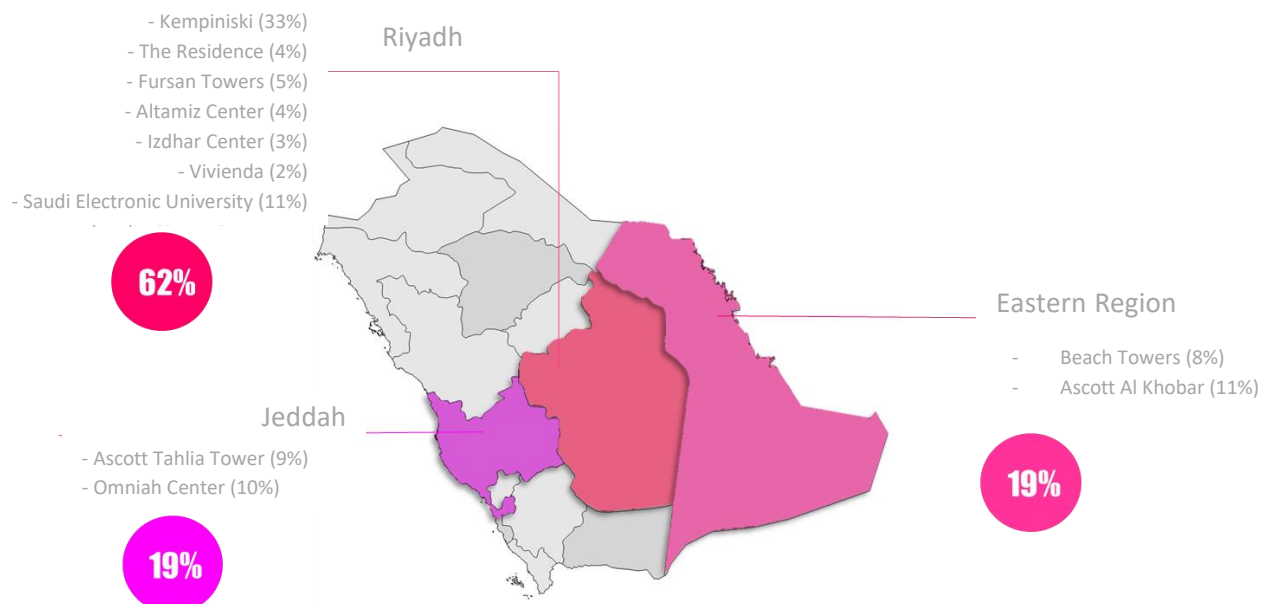 - Kempiniski (33%)
- The Residence (4%)
- Fursan Towers (5%)
- Altamiz Center (4%)
- Izdhar Center (3%)
- Vivienda (2%)
- Saudi Electronic University (11%)
62%
Riyadh
Eastern Region
- Beach Towers (8%)
- Ascott Al Khobar (11%)
19%
Jeddah
-
- Ascott Tahlia Tower (9%)
- Omniah Center (10%)
19%